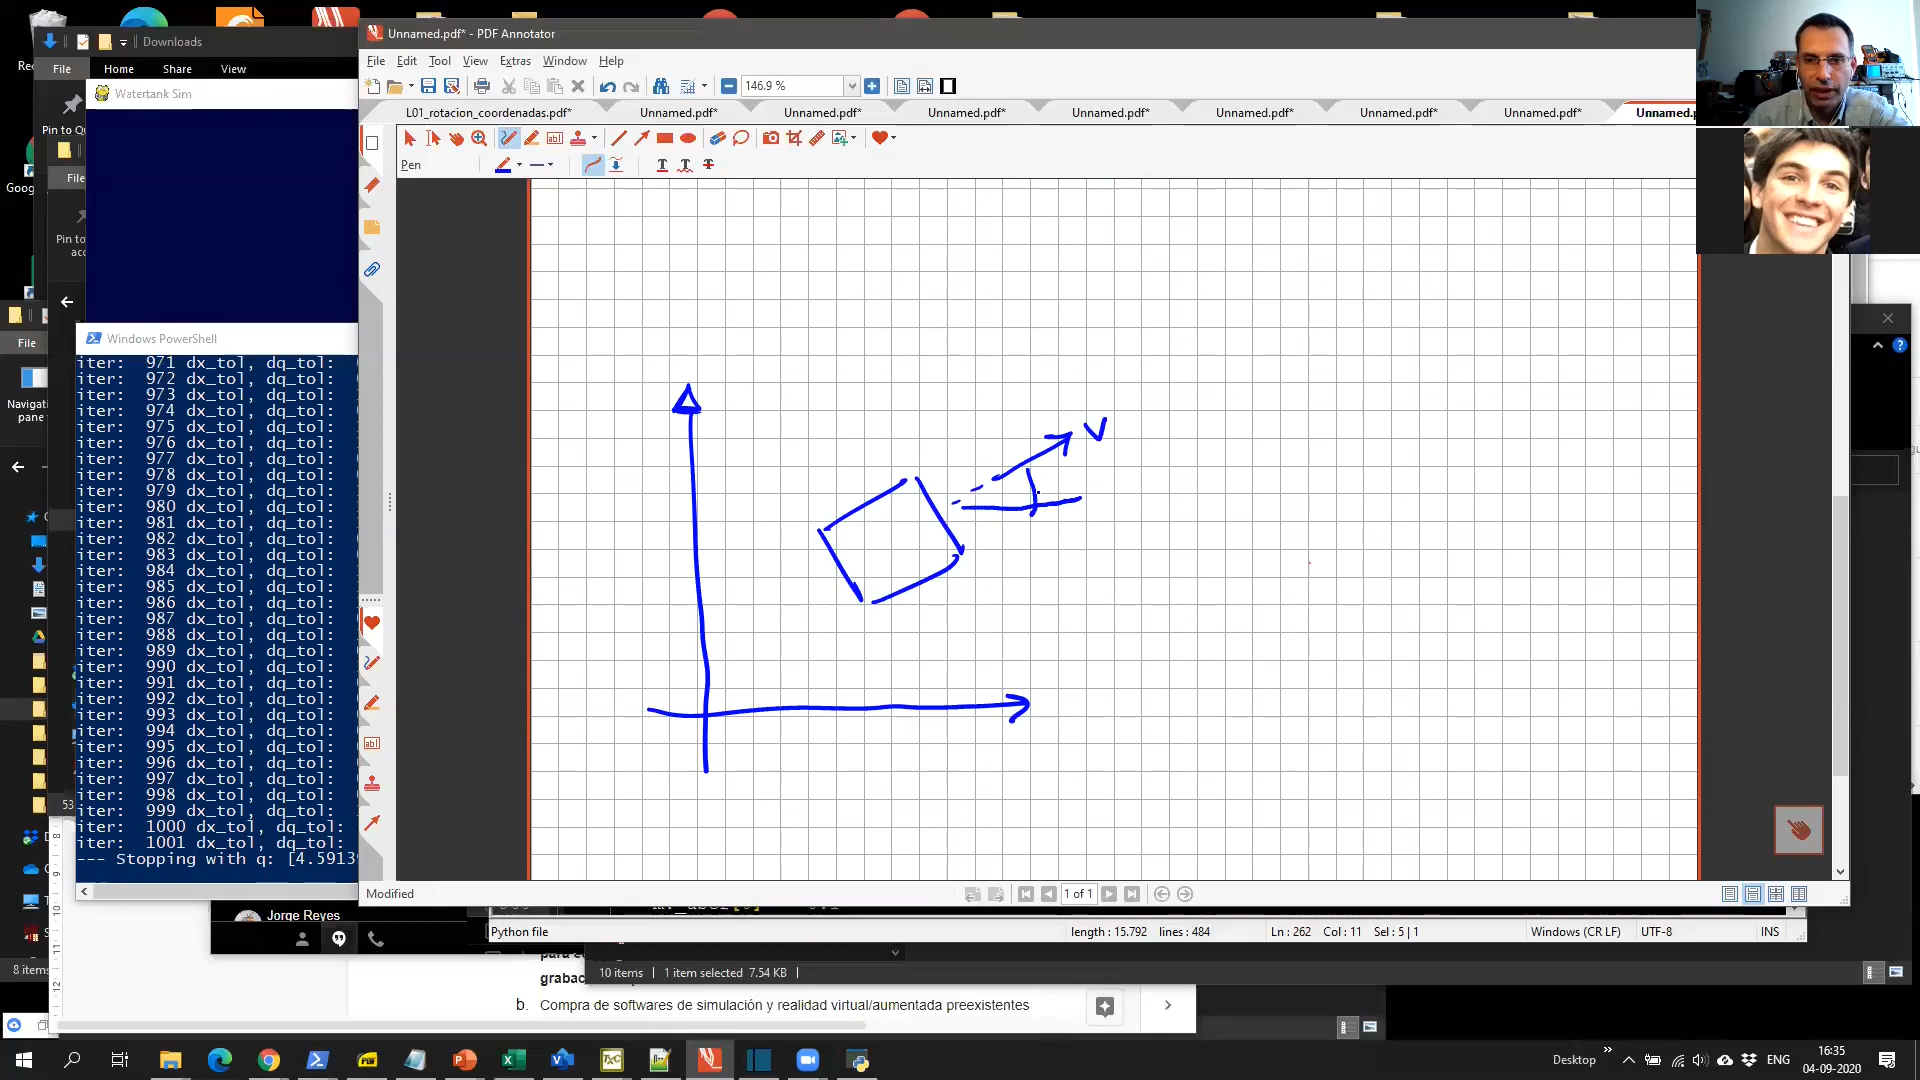 Downloads
Unnamed.pdf* - PDF Annotator
File Home Share View
File Edit Tool View Extras Window Help
Watertank Sim
146.9 %
L01_rotacion_coordenadas.pdf* Unnamed.pdf* Unnamed.pdf* Unnamed.pdf* Unnamed.pdf* Unnamed.pdf* Unnamed.pdf* Unnamed.pdf*
Pen
V
File
File
Windows PowerShell
iter: 971 dx_tol, dq_tol:
iter: 972 dx_tol, dq_tol:
iter: 973 dx_tol, dq_tol:
iter: 974 dx_tol, dq_tol:
iter: 975 dx_tol, dq_tol:
iter: 976 dx_tol, dq_tol:
iter: 977 dx_tol, dq_tol:
iter: 978 dx_tol, dq_tol:
iter: 979 dx_tol, dq_tol:
iter: 980 dx_tol, dq_tol:
iter: 981 dx_tol, dq_tol:
iter: 982 dx_tol, dq_tol:
iter: 983 dx_tol, dq_tol:
iter: 984 dx_tol, dq_tol:
iter: 985 dx_tol, dq_tol:
iter: 986 dx_tol, dq_tol:
iter: 987 dx_tol, dq_tol:
iter: 988 dx_tol, dq_tol:
iter: 989 dx_tol, dq_tol:
iter: 990 dx_tol, dq_tol:
iter: 991 dx_tol, dq_tol:
iter: 992 dx_tol, dq_tol:
iter: 993 dx_tol, dq_tol:
iter: 994 dx_tol, dq_tol:
iter: 995 dx_tol, dq_tol:
iter: 996 dx_tol, dq_tol:
iter: 997 dx_tol, dq_tol:
iter: 998 dx_tol, dq_tol:
iter: 999 dx_tol, dq_tol:
iter: 1000 dx_tol, dq_tol:
iter: 1001 dx_tol, dq_tol:
--- Stopping with q: [4.5913
Modified
1 of 1
Jorge Reyes
Python file length : 15.792 lines : 484 Ln : 262 Col : 11 Sel : 5 | 1 Windows (CR LF) UTF-8 INS
8 items
10 items 1 item selected 7.54 KB
b. Compra de softwares de simulación y realidad virtual/aumentada preexistentes
Desktop ENG 16:35
04-09-2020